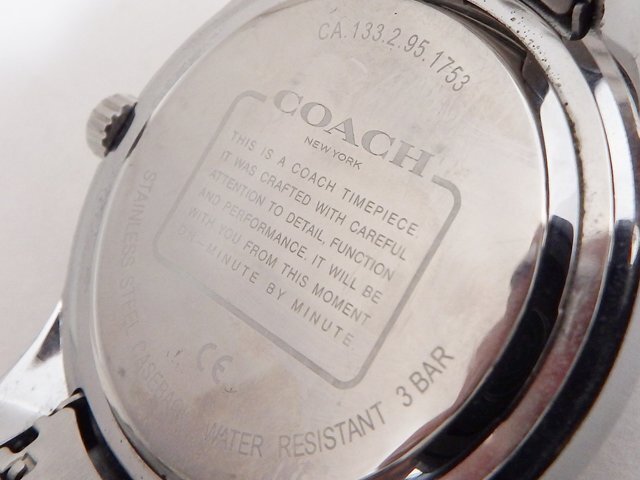 CA.133.2.95.1753
COACH
NEW YORK
THIS IS A COACH TIMEPIECE.
IT WAS CRAFTED WITH CAREFUL
ATTENTION TO DETAIL, FUNCTION
AND PERFORMANCE. IT WILL BE
WITH YOU FROM THIS MOMENT
— MINUTE BY MINUTE
CE
STAINLESS STEEL CASEBACK WATER RESISTANT 3 BAR